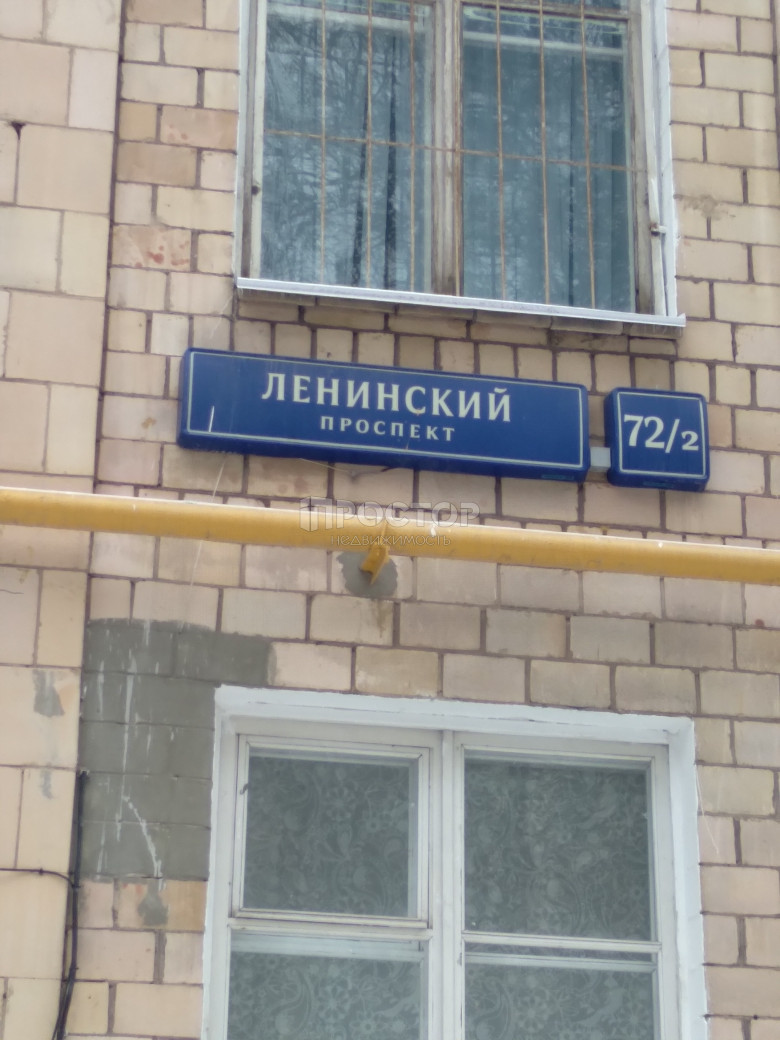 ЛЕНИНСКИЙ
ПРОСПЕКТ
72/2
ПРОСТОР
НЕДВИЖИМОСТЬ